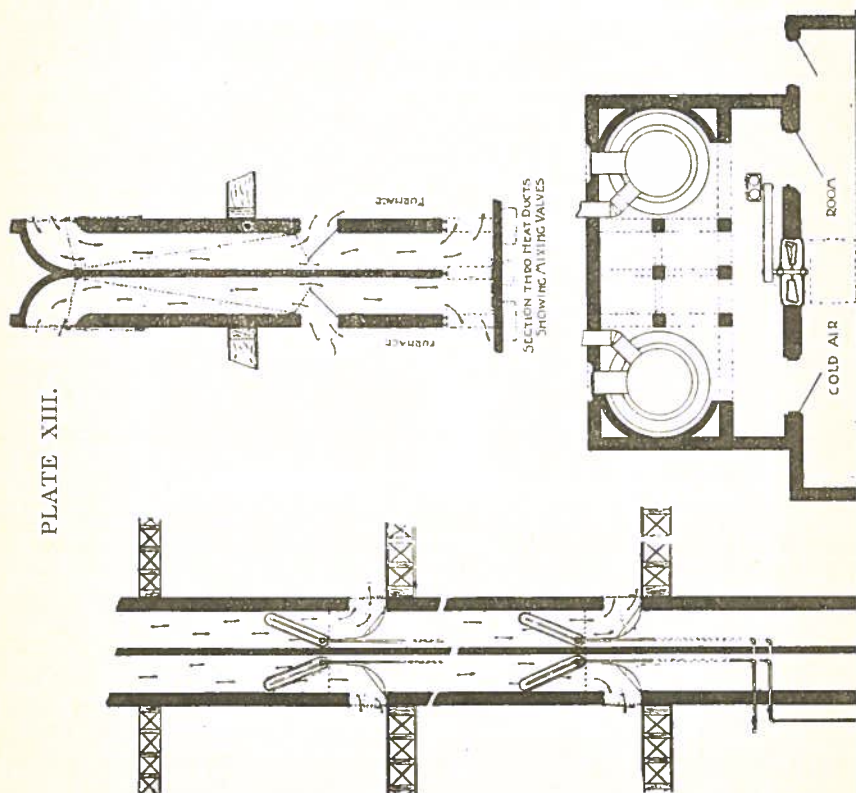 PLATE XIII.
FURNACE
FURNACE
SECTION THRO HEAT DUCTS
SHOWING MIXING VALVES
COLD AIR
ROOM